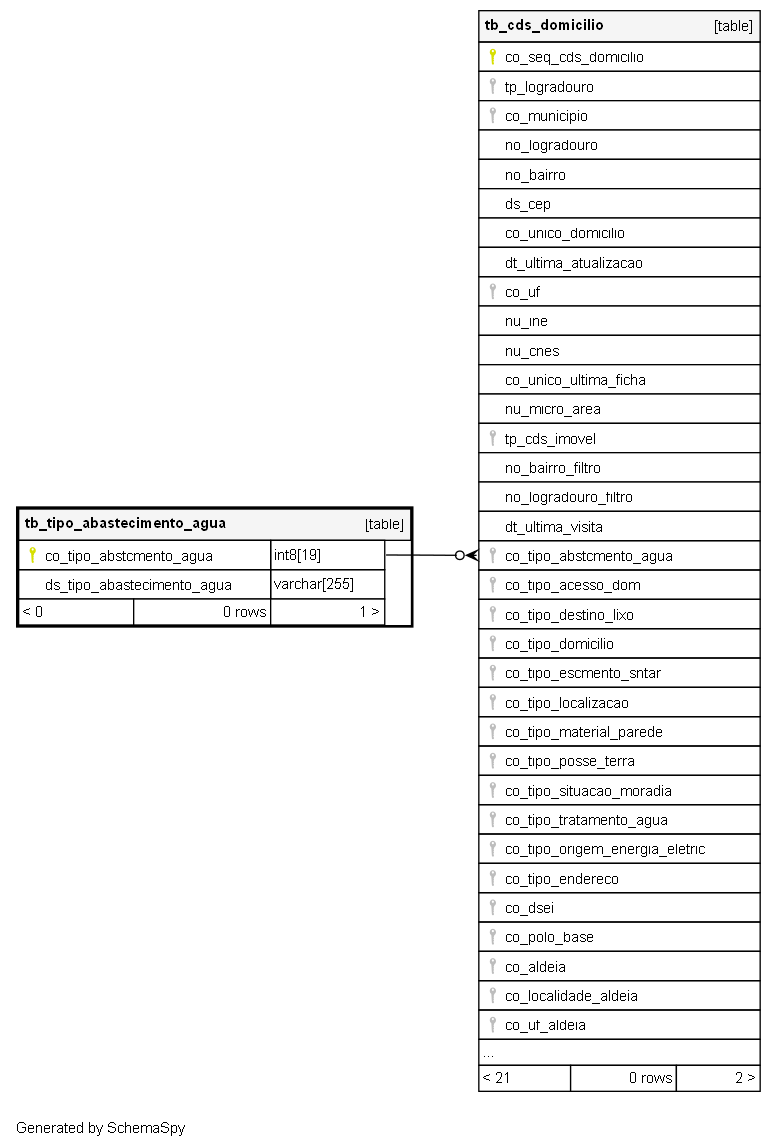 tb_cds_domicilio [table]
co_seq_cds_domicilio
tp_logradouro
co_municipio
no_logradouro
no_bairro
ds_cep
co_unico_domicilio
dt_ultima_atualizacao
co_uf
nu_ine
nu_cnes
co_unico_ultima_ficha
nu_micro_area
tp_cds_imovel
no_bairro_filtro
no_logradouro_filtro
dt_ultima_visita
co_tipo_abstcmento_agua
co_tipo_acesso_dom
co_tipo_destino_lixo
co_tipo_domicilio
co_tipo_escmento_sntar
co_tipo_localizacao
co_tipo_material_parede
co_tipo_posse_terra
co_tipo_situacao_moradia
co_tipo_tratamento_agua
co_tipo_origem_energia_eletric
co_tipo_endereco
co_dsei
co_polo_base
co_aldeia
co_localidade_aldeia
co_uf_aldeia
...
< 21 0 rows 2 >
tb_tipo_abastecimento_agua [table]
co_tipo_abstcmento_agua int8[19]
ds_tipo_abastecimento_agua varchar[255]
< 0 0 rows 1 >
Generated by SchemaSpy